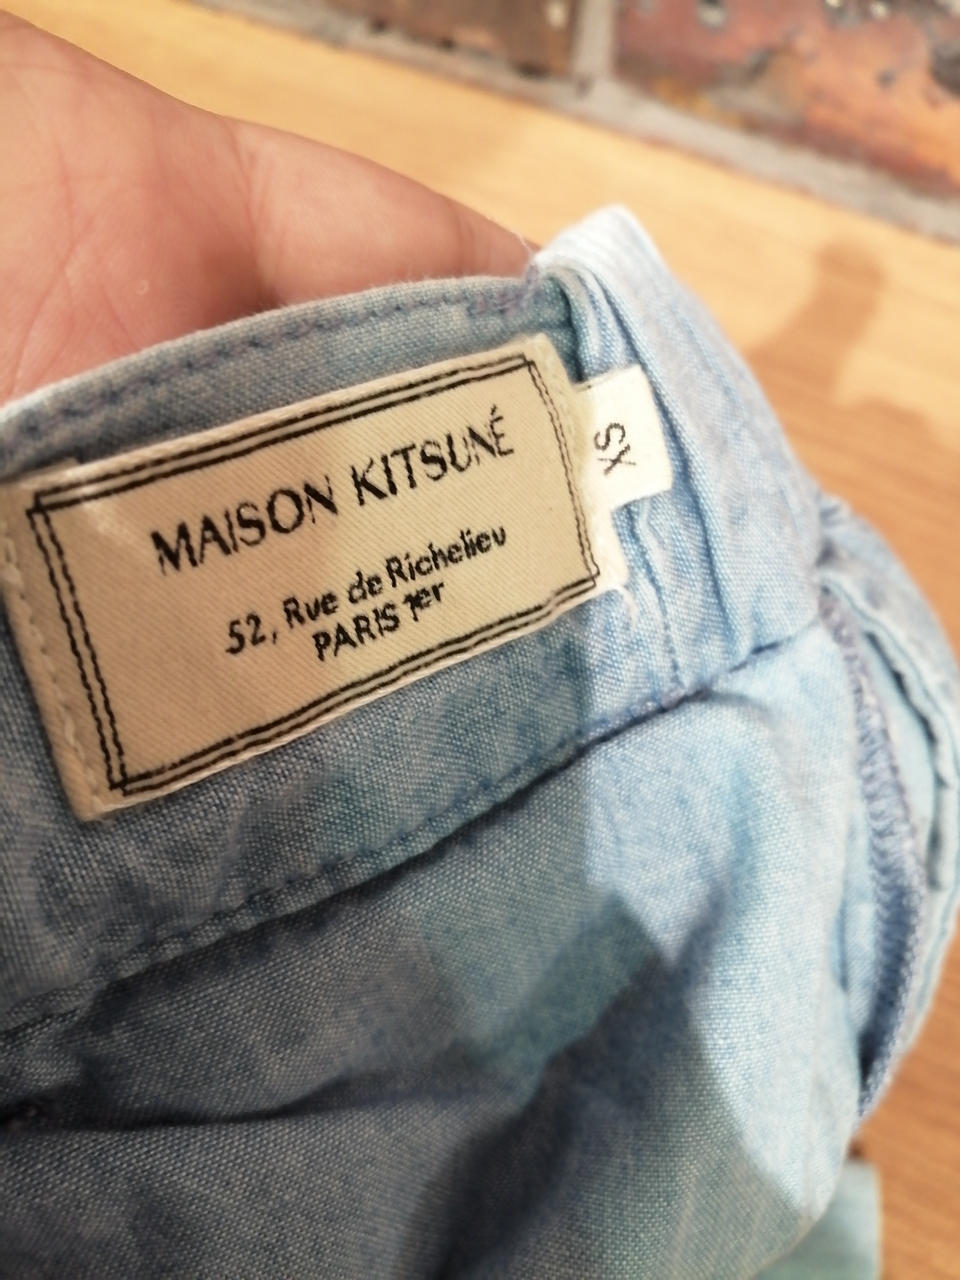 MAISON KITSUNÉ
52, Rue de Richelieu
PARIS 1er
XS